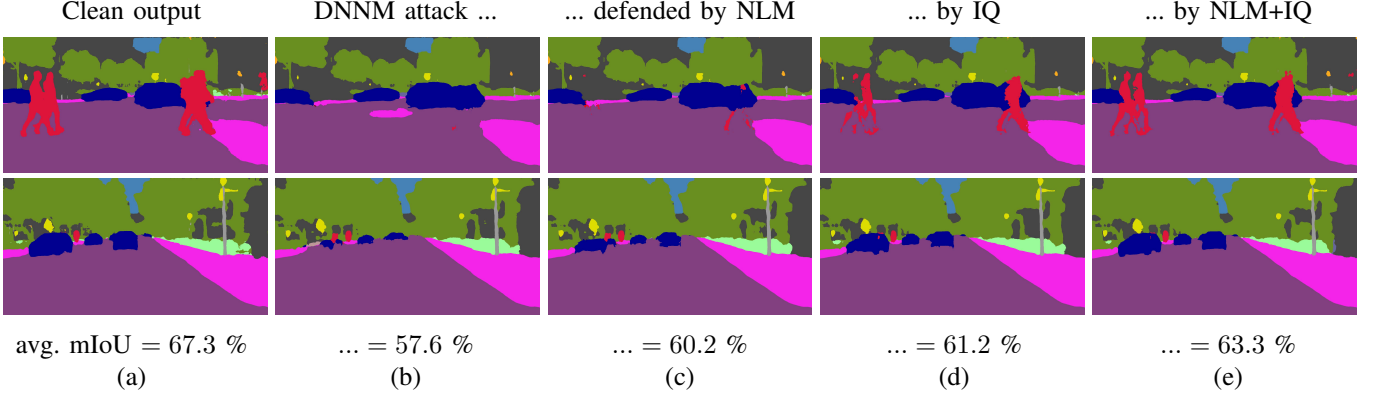 Clean output DNNM attack ... ... defended by NLM ... by IQ ... by NLM+IQ
avg. mIoU = 67.3 % ... = 57.6 % ... = 60.2 % ... = 61.2 % ... = 63.3 %
(a) (b) (c) (d) (e)